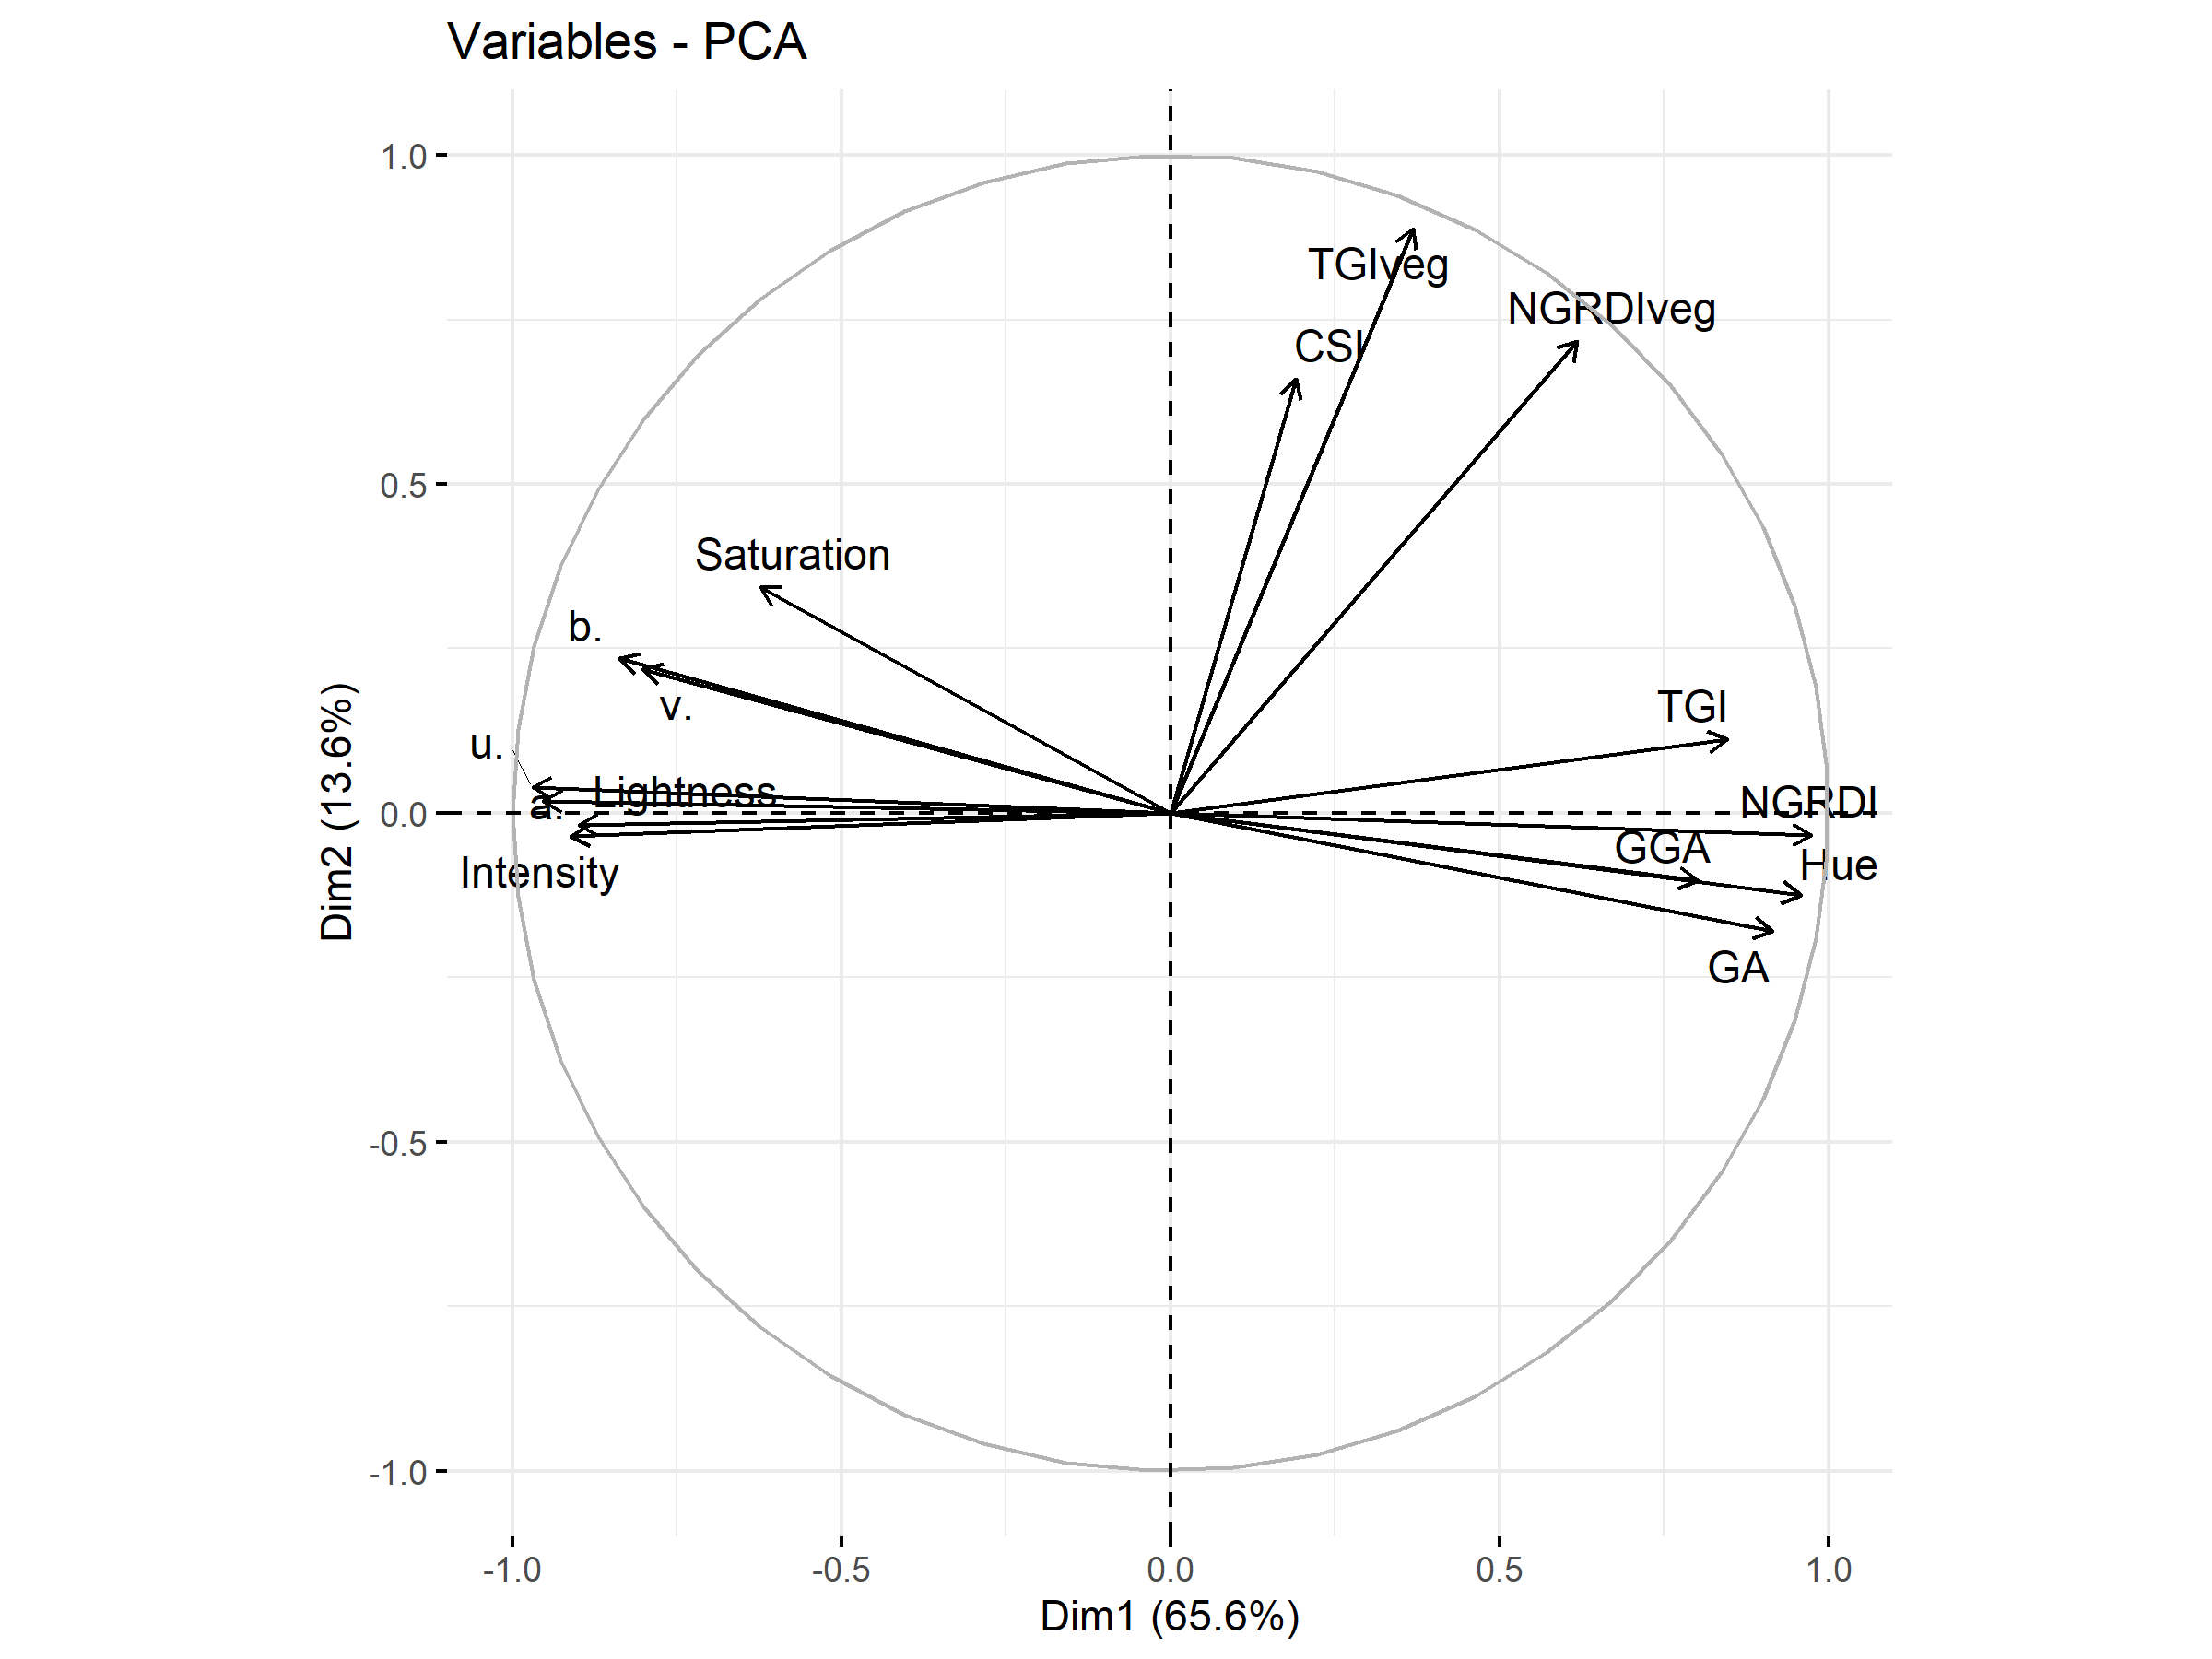 Variables - PCA
1.0
TGIveg
NGRDIveg
CSI
0.5
Saturation
b.
v.
TGI
u.
Lightness
a.
NGRDI
0.0
GGA
Hue
Intensity
GA
-0.5
-1.0
Dim2 (13.6%)
-1.0 -0.5 0.0 0.5 1.0
Dim1 (65.6%)